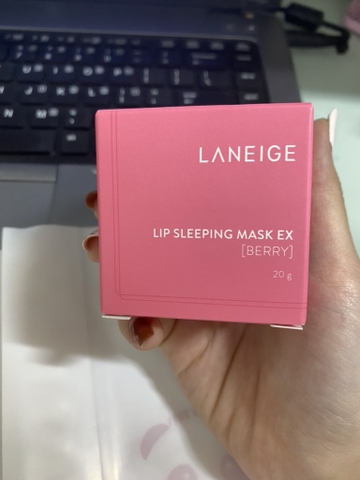 LANEIGE
LIP SLEEPING MASK EX
[BERRY]
20 g